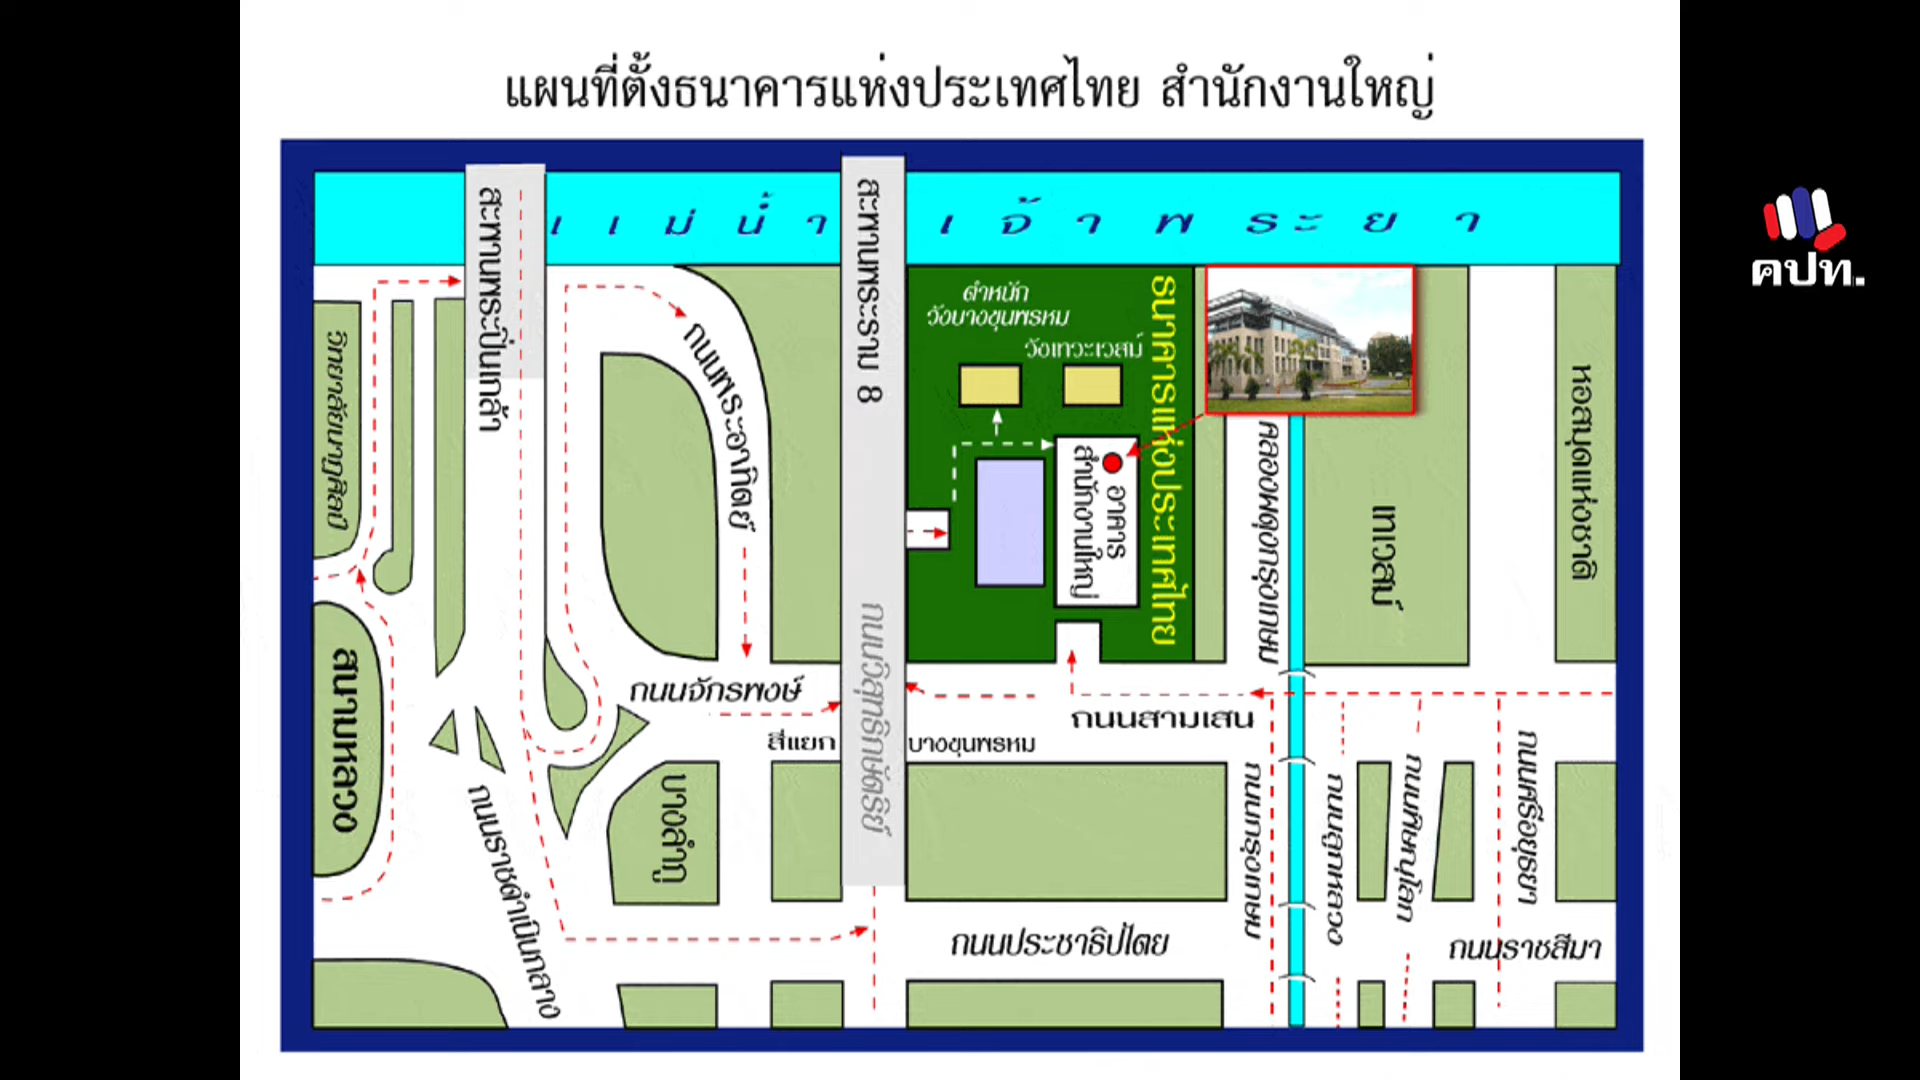 แผนที่ตั้งธนาคารแห่งประเทศไทย สำนักงานใหญ่
แม่น้ำเจ้าพระยา
สะพานพระปิ่นเกล้า
สะพานพระราม 8
คปท.
ตำหนัก
วังบางขุนพรหม
วังเทวะเวสม์
ธนาคารแห่งประเทศไทย
วิทยาลัยนาฏศิลป
ถนนพระอาทิตย์
อาคาร
สำนักงานใหญ่
คลองผดุงกรุงเกษม
เทเวสม์
หอสมุดแห่งชาติ
สนามหลวง
ถนนจักรพงษ์
ถนนวิสุทธิกษัตริย์
ถนนสามเสน
สี่แยก
บางขุนพรหม
บางลำภู
ถนนราชดำเนินกลาง
ถนนกรุงเกษม
ถนนลูกหลวง
ถนนพิษณุโลก
ถนนศรีอยุธยา
ถนนประชาธิปไตย
ถนนราชสีมา